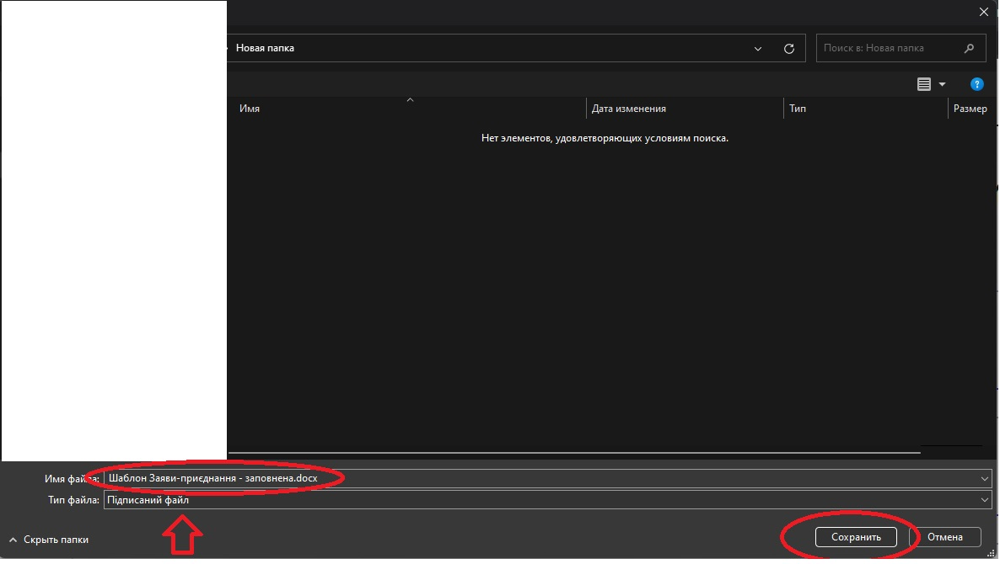 Новая папка
Поиск в: Новая папка
?
Имя
Дата изменения
Тип
Размер
Нет элементов, удовлетворяющих условиям поиска.
Имя файла: Шаблон Заяви-приєднання - заповнена.docx
Тип файла: Підписаний файл
Скрыть папки
Сохранить
Отмена